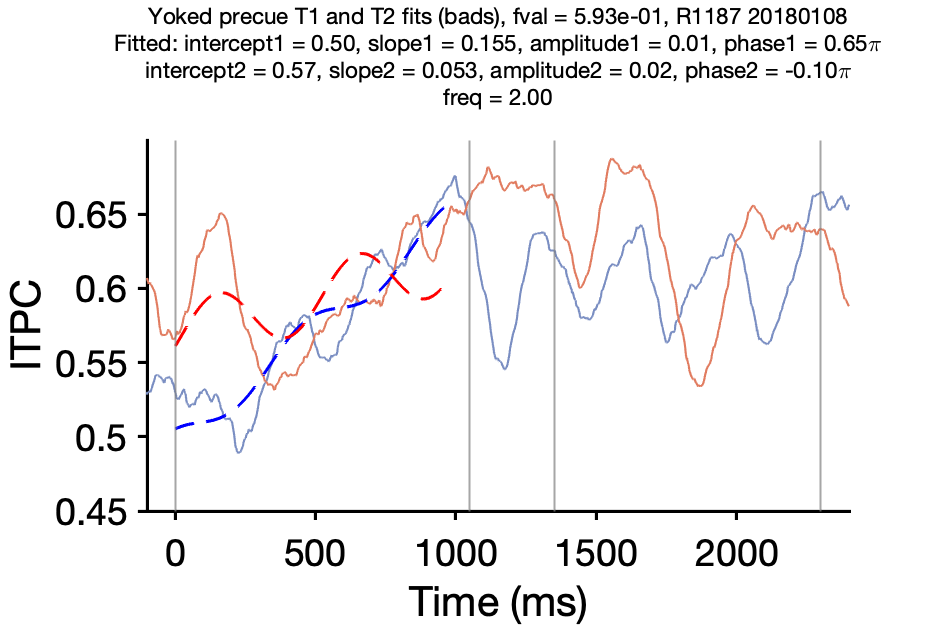 Yoked precue T1 and T2 fits (bads), fval = 5.93e-01, R1187 20180108
Fitted: intercept1 = 0.50, slope1 = 0.155, amplitude1 = 0.01, phase1 = 0.65π
intercept2 = 0.57, slope2 = 0.053, amplitude2 = 0.02, phase2 = -0.10π
freq = 2.00
0.65
0.6
0.55
0.5
0.45
ITPC
0 500 1000 1500 2000
Time (ms)